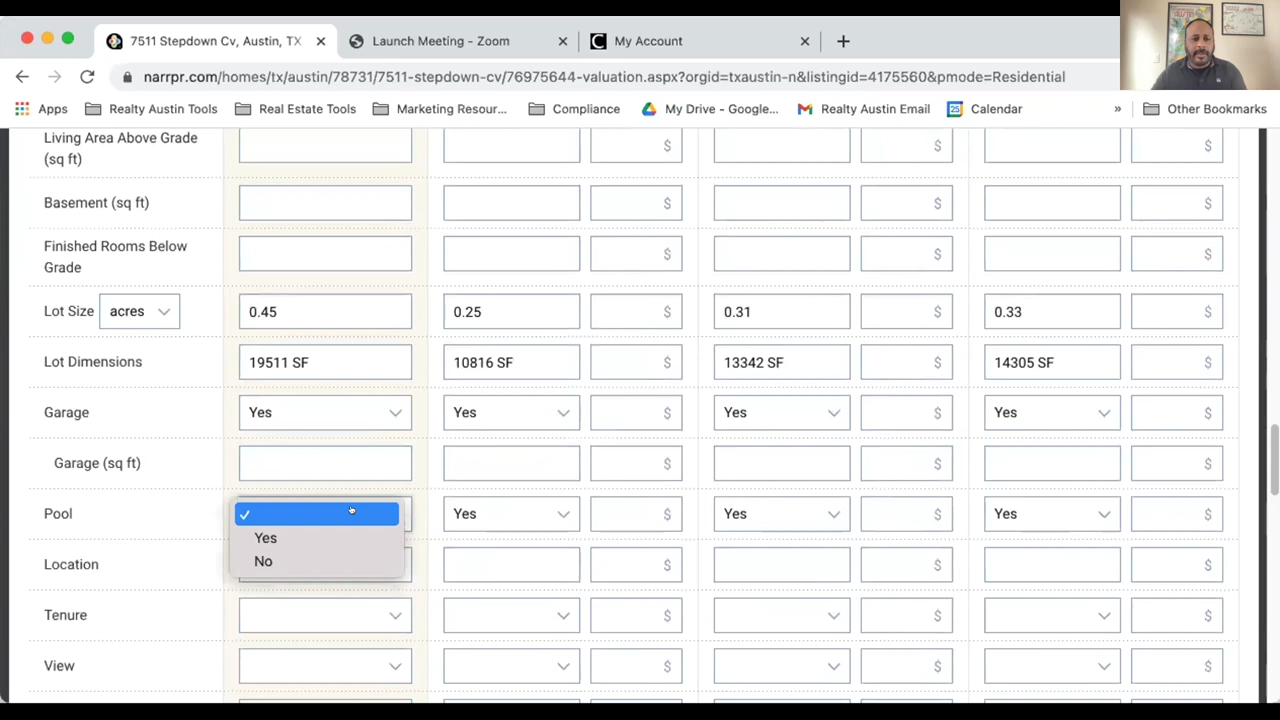 7511 Stepdown Cv, Austin, TX
Launch Meeting - Zoom
My Account
narrpr.com/homes/tx/austin/78731/7511-stepdown-cv/76975644-valuation.aspx?orgid=txaustin-n&listingid=4175560&pmode=Residential
Apps Realty Austin Tools Real Estate Tools Marketing Resour... Compliance My Drive - Google... Realty Austin Email 25 Calendar » Other Bookmarks
Living Area Above Grade
(sq ft) $ $ $
Basement (sq ft) $ $ $
Finished Rooms Below
Grade $ $ $
Lot Size acres 0.45 0.25 $ 0.31 $ 0.33 $
Lot Dimensions 19511 SF 10816 SF $ 13342 SF $ 14305 SF $
Garage Yes Yes $ Yes $ Yes $
Garage (sq ft) $ $ $
Pool ✓ Yes $ Yes $ Yes $
Yes
No
Location $ $ $
Tenure $ $ $
View $ $ $